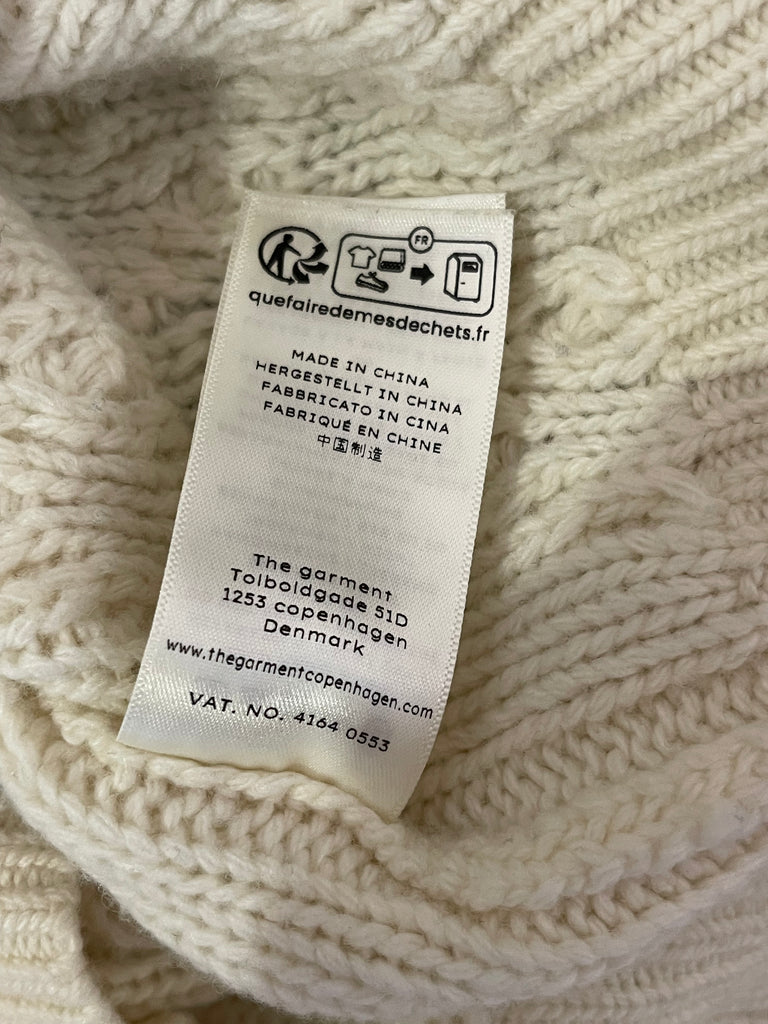 FR
quefairedemesdechets.fr
MADE IN CHINA
HERGESTELLT IN CHINA
FABBRICATO IN CINA
FABRIQUÉ EN CHINE
中国制造
The garment
Tolboldgade 51D
1253 copenhagen
Denmark
www.thegarmentcopenhagen.com
VAT. NO. 4164 0553